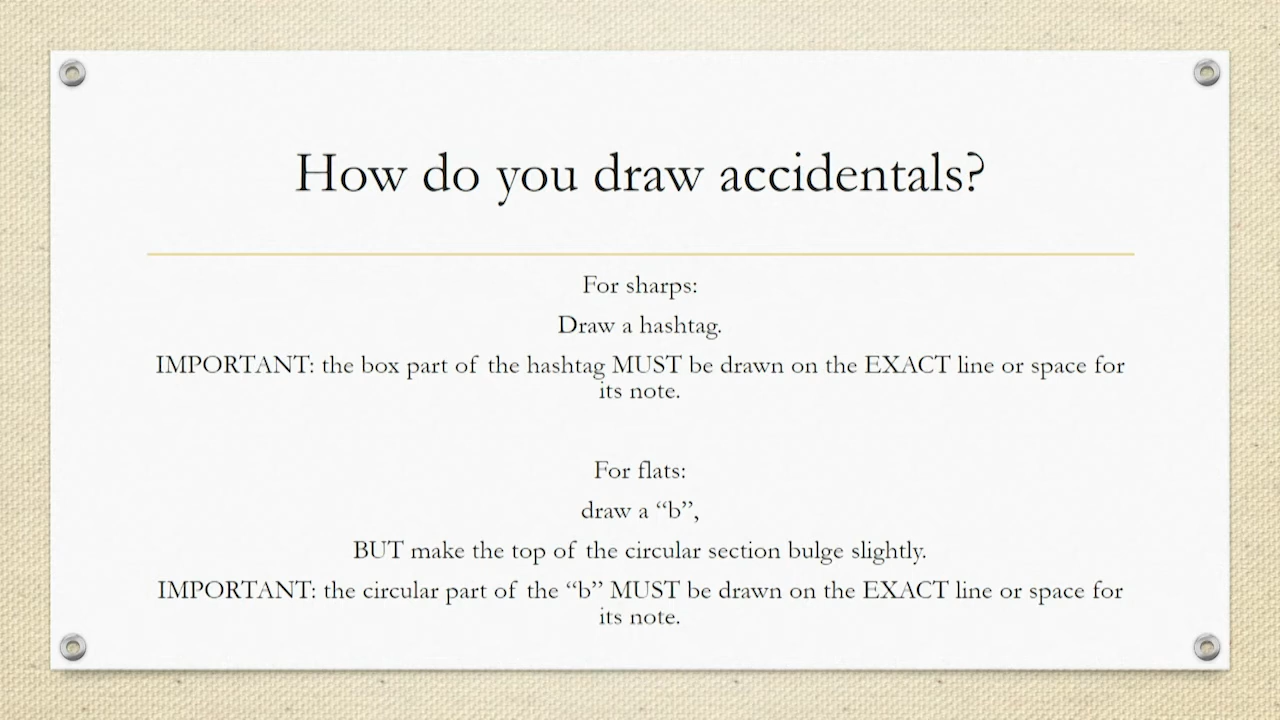 How do you draw accidentals?
For sharps:
Draw a hashtag.
IMPORTANT: the box part of the hashtag MUST be drawn on the EXACT line or space for
its note.
For flats:
draw a “b”,
BUT make the top of the circular section bulge slightly.
IMPORTANT: the circular part of the “b” MUST be drawn on the EXACT line or space for
its note.